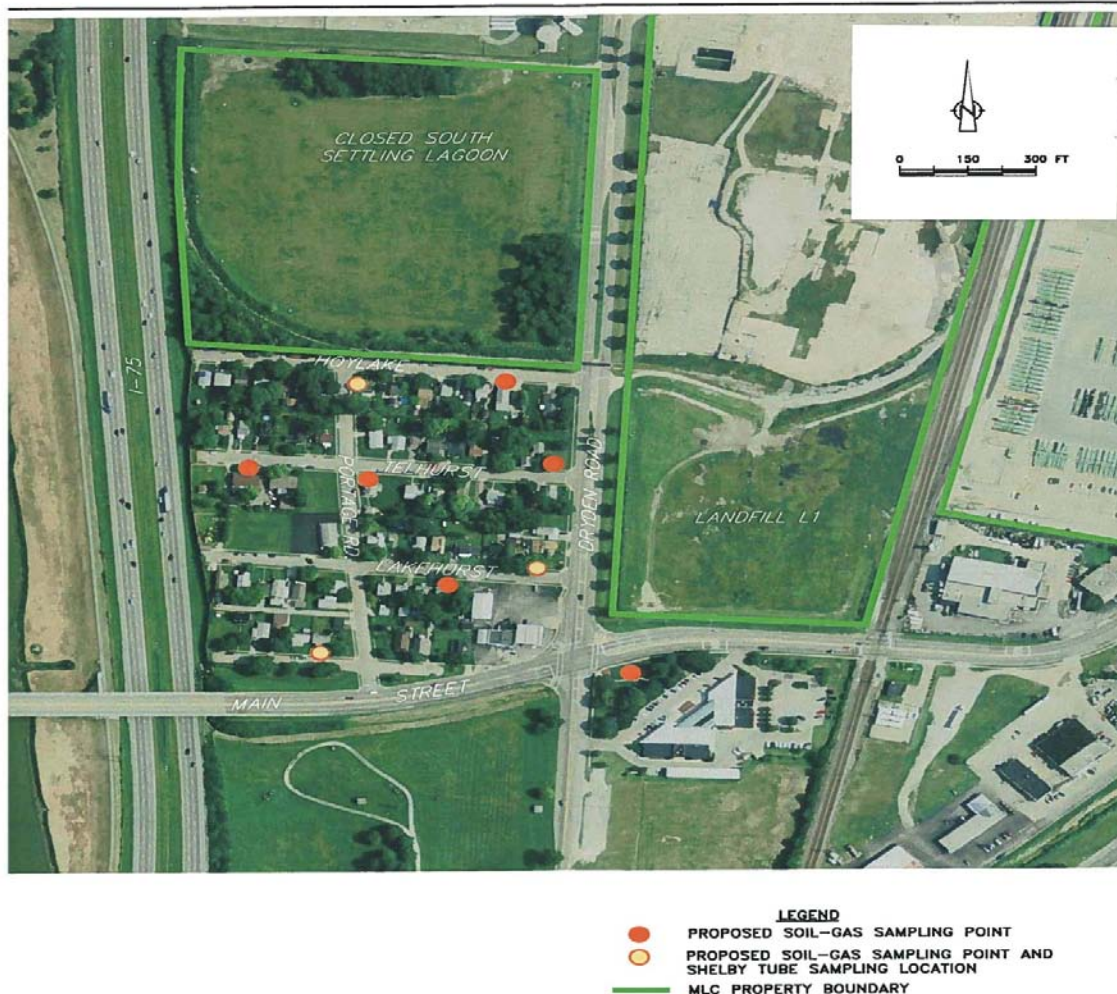 CLOSED SOUTH
SETTLING LAGOON
0 150 300 FT
N
I-75
HOYLAKE
TELHURST
PORTAGE RD.
DRYDEN ROAD
LANDFILL L1
LAKEHURST
MAIN STREET
LEGEND
PROPOSED SOIL-GAS SAMPLING POINT
PROPOSED SOIL-GAS SAMPLING POINT AND
SHELBY TUBE SAMPLING LOCATION
MLC PROPERTY BOUNDARY